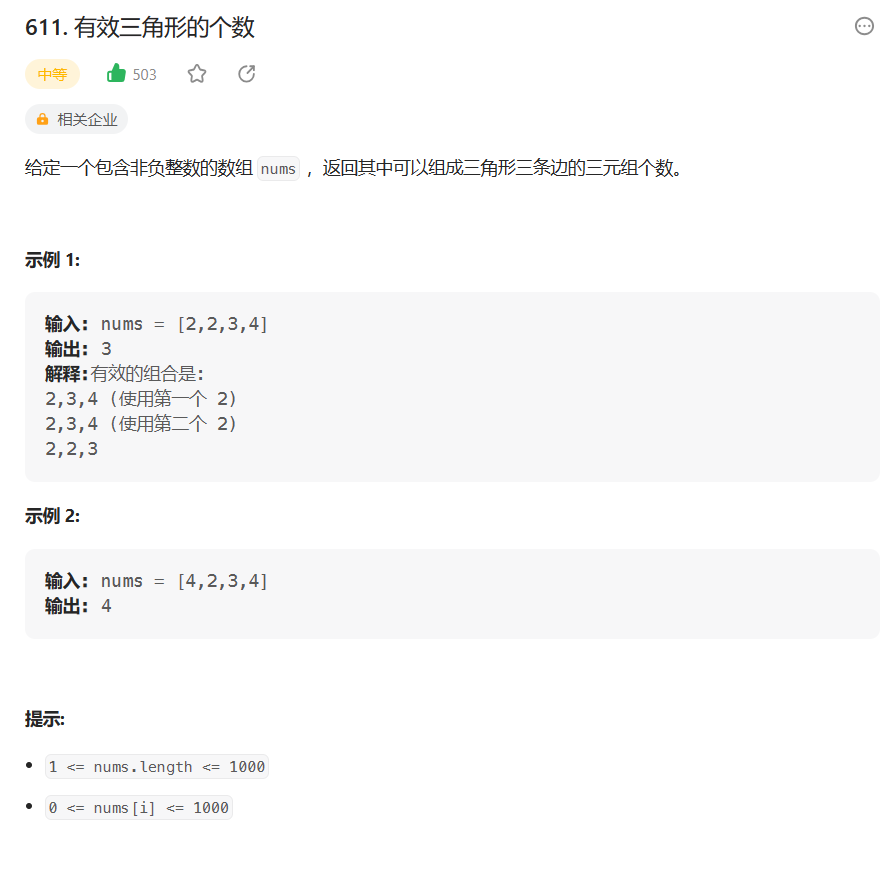 611. 有效三角形的个数
中等 503
相关企业
给定一个包含非负整数的数组 nums ，返回其中可以组成三角形三条边的三元组个数。
示例 1:
输入: nums = [2,2,3,4]
输出: 3
解释:有效的组合是:
2,3,4 (使用第一个 2)
2,3,4 (使用第二个 2)
2,2,3
示例 2:
输入: nums = [4,2,3,4]
输出: 4
提示:
• 1 <= nums.length <= 1000
• 0 <= nums[i] <= 1000